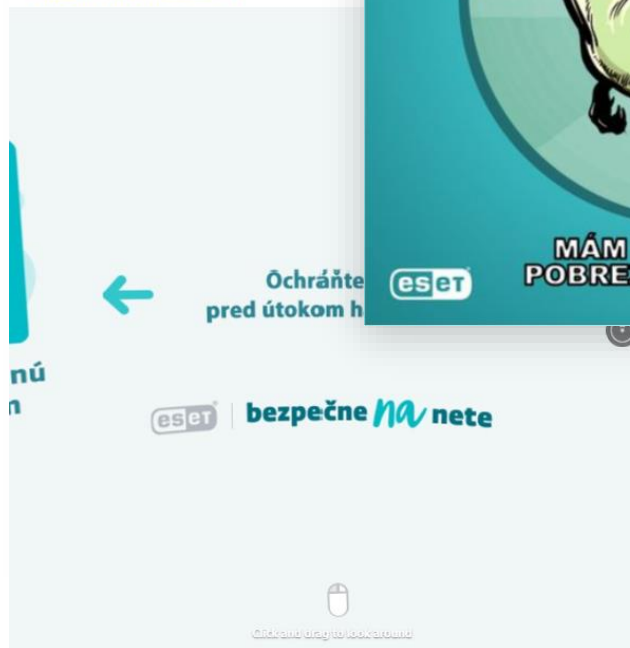 MÁM
POBRE
eseT
Ochráňte
pred útokom h
nú
eseT bezpečne na nete
Click and drag to look around